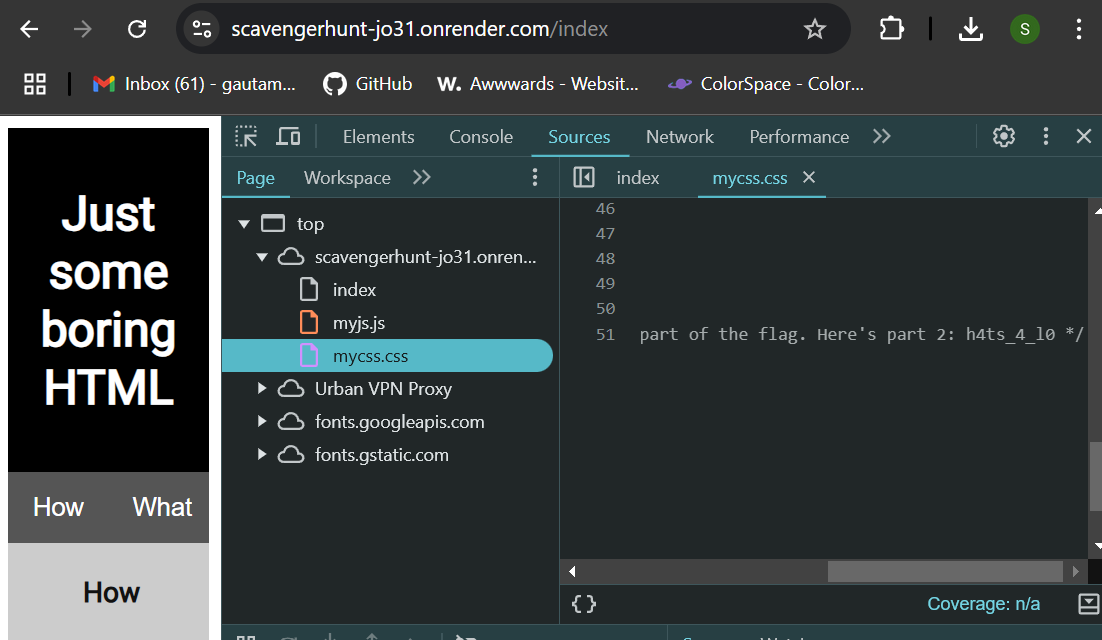 scavengerhunt-jo31.onrender.com/index
S
Inbox (61) - gautam... GitHub W. Awwwards - Websit... ColorSpace - Color...
Elements Console Sources Network Performance
Page Workspace index mycss.css
Just
some
boring
HTML
How What
How
top
scavengerhunt-jo31.onren...
index
myjs.js
mycss.css
Urban VPN Proxy
fonts.googleapis.com
fonts.gstatic.com
46
47
48
49
50
51 part of the flag. Here's part 2: h4ts_4_l0 */
{} Coverage: n/a